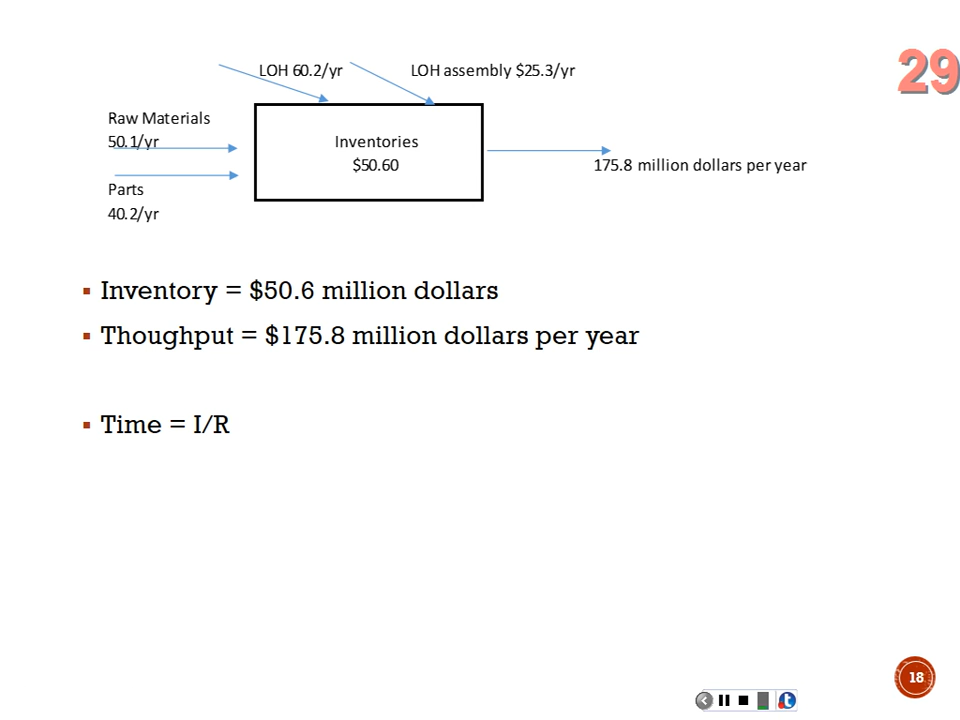 29
LOH 60.2/yr
LOH assembly $25.3/yr
Raw Materials
50.1/yr
Inventories
$50.60
175.8 million dollars per year
Parts
40.2/yr
▪ Inventory = $50.6 million dollars
▪ Thoughput = $175.8 million dollars per year
▪ Time = I/R
18
t